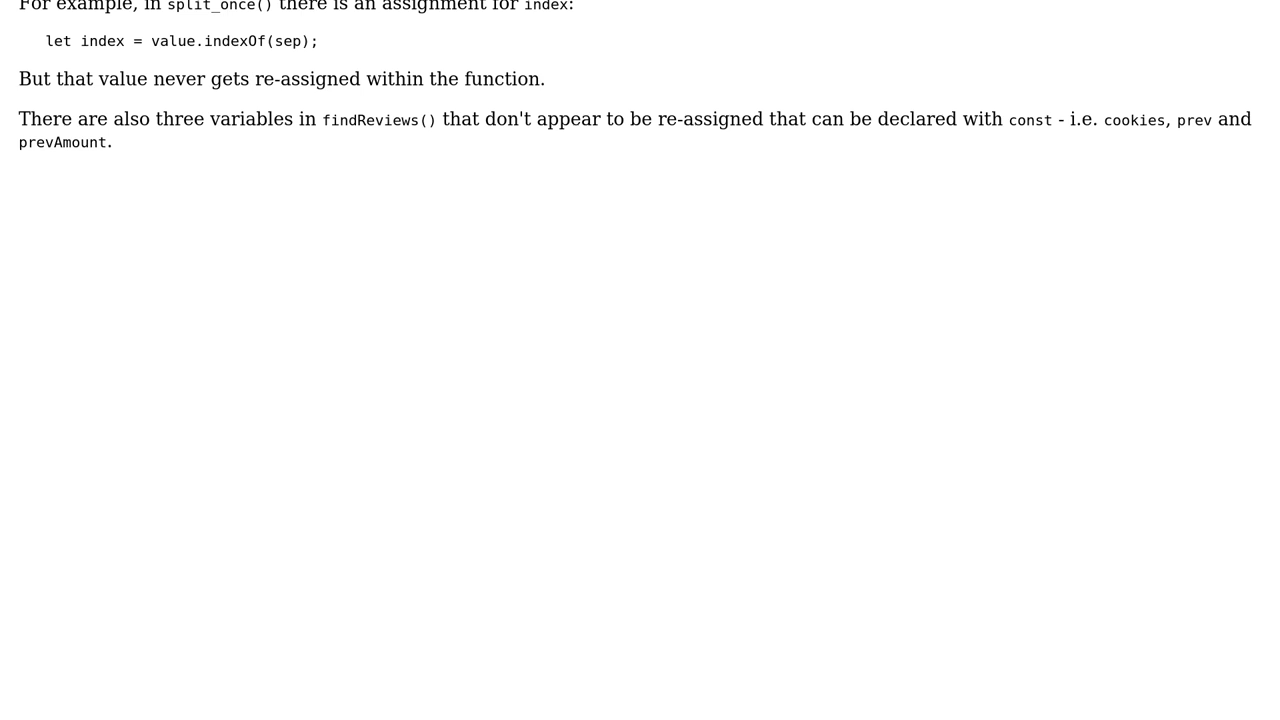 For example, in split_once() there is an assignment for index:
let index = value.indexOf(sep);
But that value never gets re-assigned within the function.
There are also three variables in findReviews() that don't appear to be re-assigned that can be declared with const - i.e. cookies, prev and
prevAmount.